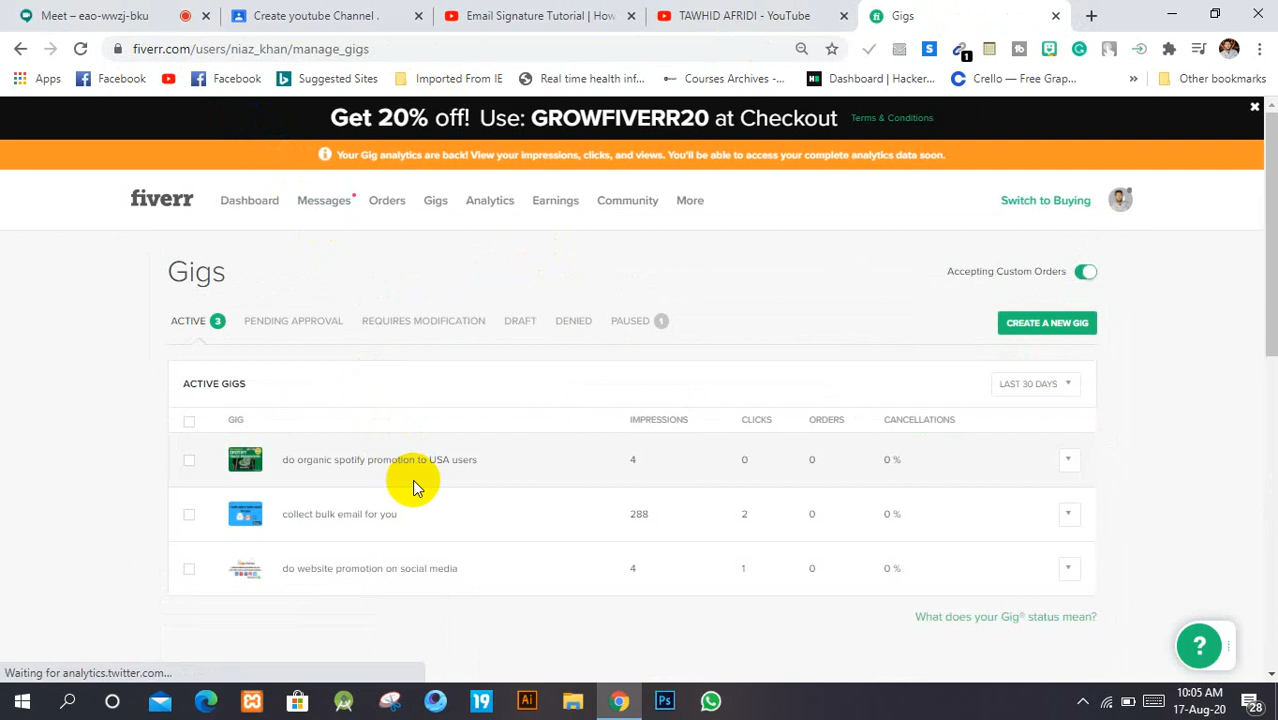 Meet – eao-wwzj-bku
Create youtube Channel .
Email Signature Tutorial | How
TAWHID AFRIDI - YouTube
Gigs
fiverr.com/users/niaz_khan/manage_gigs
1
Apps
Facebook
Facebook
Suggested Sites
Imported From IE
Real time health inf...
Courses Archives -...
Dashboard | Hacker...
Crello — Free Grap...
»
Other bookmarks
Get 20% off! Use: GROWFIVERR20 at Checkout
Terms & Conditions
Your Gig analytics are back! View your impressions, clicks, and views. You'll be able to access your complete analytics data soon.
fiverr
Dashboard
Messages
Orders
Gigs
Analytics
Earnings
Community
More
Switch to Buying
Gigs
Accepting Custom Orders
ACTIVE 3
PENDING APPROVAL
REQUIRES MODIFICATION
DRAFT
DENIED
PAUSED 1
CREATE A NEW GIG
ACTIVE GIGS
LAST 30 DAYS
GIG IMPRESSIONS CLICKS ORDERS CANCELLATIONS
do organic spotify promotion to USA users 4 0 0 0 %
collect bulk email for you 288 2 0 0 %
do website promotion on social media 4 1 0 0 %
What does your Gig® status mean?
?
Waiting for analytics.twitter.com...
19
Ai
Ps
10:05 AM
17-Aug-20
28